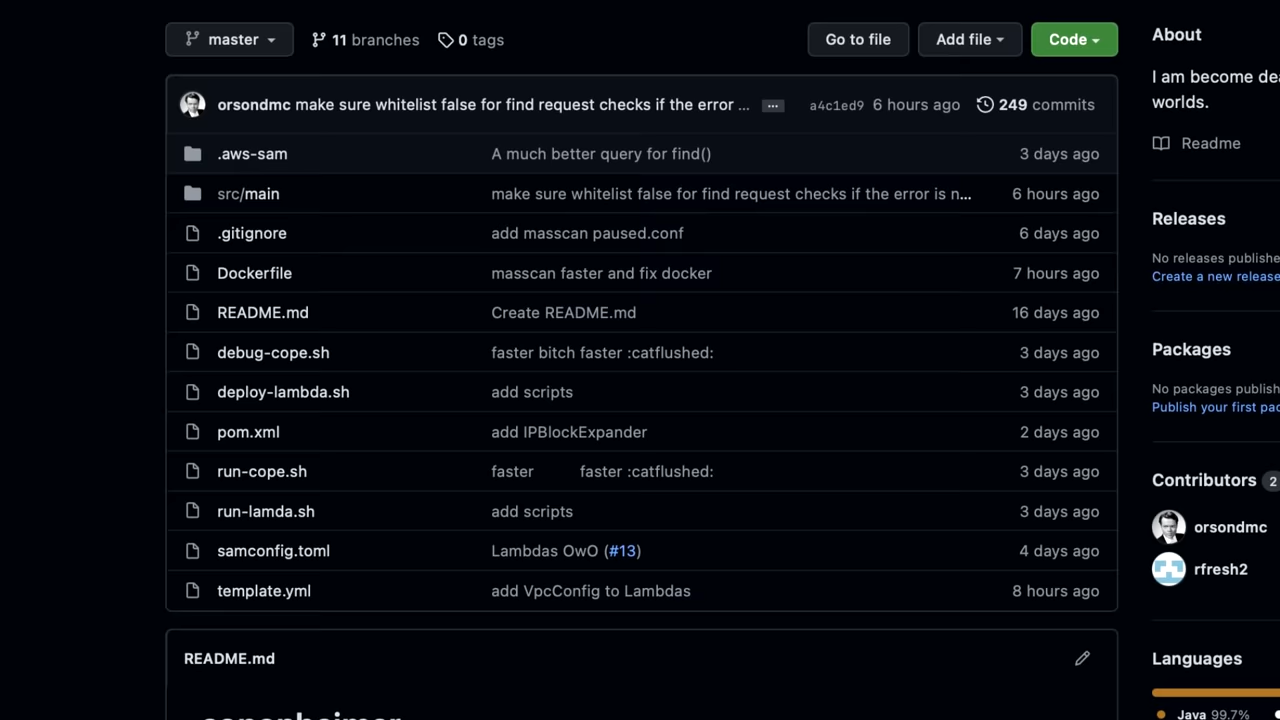 master 11 branches 0 tags Go to file Add file Code
orsondmc make sure whitelist false for find request checks if the error ... ... a4c1ed9 6 hours ago 249 commits
.aws-sam A much better query for find() 3 days ago
src/main make sure whitelist false for find request checks if the error is n... 6 hours ago
.gitignore add masscan paused.conf 6 days ago
Dockerfile masscan faster and fix docker 7 hours ago
README.md Create README.md 16 days ago
debug-cope.sh faster bitch faster :catflushed: 3 days ago
deploy-lambda.sh add scripts 3 days ago
pom.xml add IPBlockExpander 2 days ago
run-cope.sh faster faster :catflushed: 3 days ago
run-lamda.sh add scripts 3 days ago
samconfig.toml Lambdas OwO (#13) 4 days ago
template.yml add VpcConfig to Lambdas 8 hours ago
README.md
About
I am become de
worlds.
Readme
Releases
No releases publishe
Create a new release
Packages
No packages publish
Publish your first pac
Contributors 2
orsondmc
rfresh2
Languages
Java 99.7%